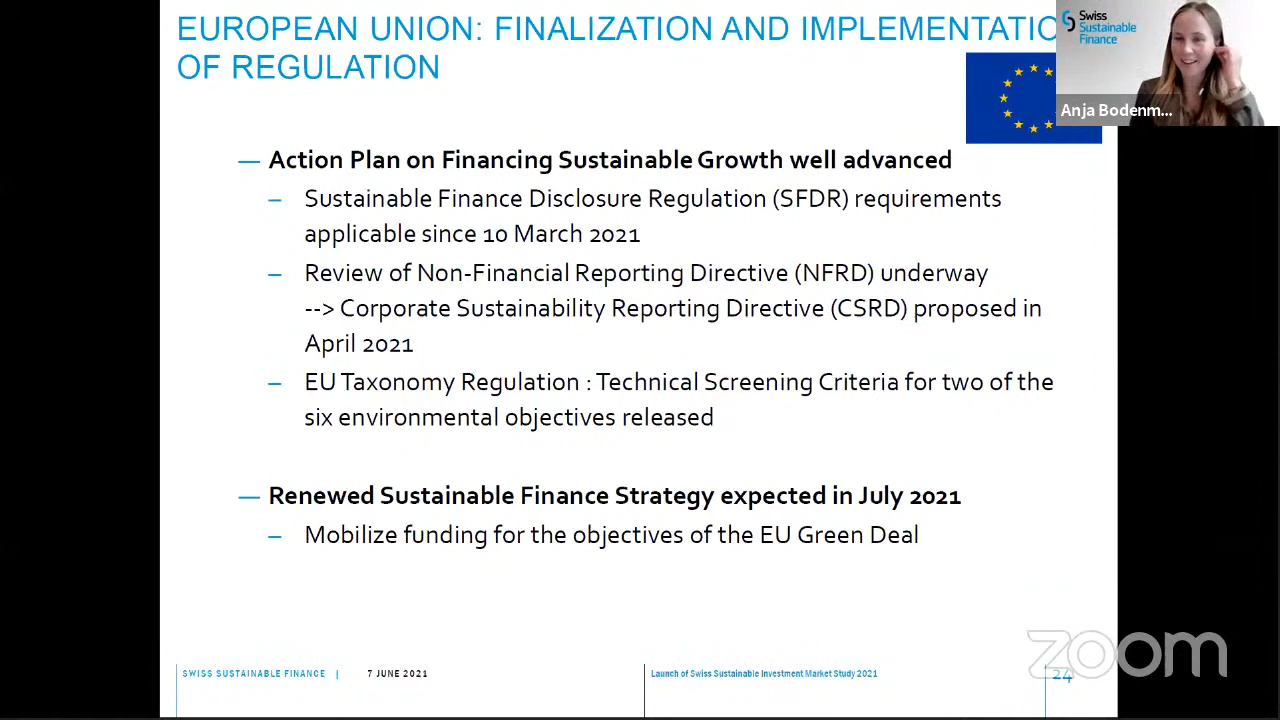 EUROPEAN UNION: FINALIZATION AND IMPLEMENTATIO
OF REGULATION
Swiss
Sustainable
Finance
Anja Bodenm...
— Action Plan on Financing Sustainable Growth well advanced
– Sustainable Finance Disclosure Regulation (SFDR) requirements
applicable since 10 March 2021
– Review of Non-Financial Reporting Directive (NFRD) underway
--> Corporate Sustainability Reporting Directive (CSRD) proposed in
April 2021
– EU Taxonomy Regulation : Technical Screening Criteria for two of the
six environmental objectives released
— Renewed Sustainable Finance Strategy expected in July 2021
– Mobilize funding for the objectives of the EU Green Deal
zoom
SWISS SUSTAINABLE FINANCE | 7 JUNE 2021 Launch of Swiss Sustainable Investment Market Study 2021 24